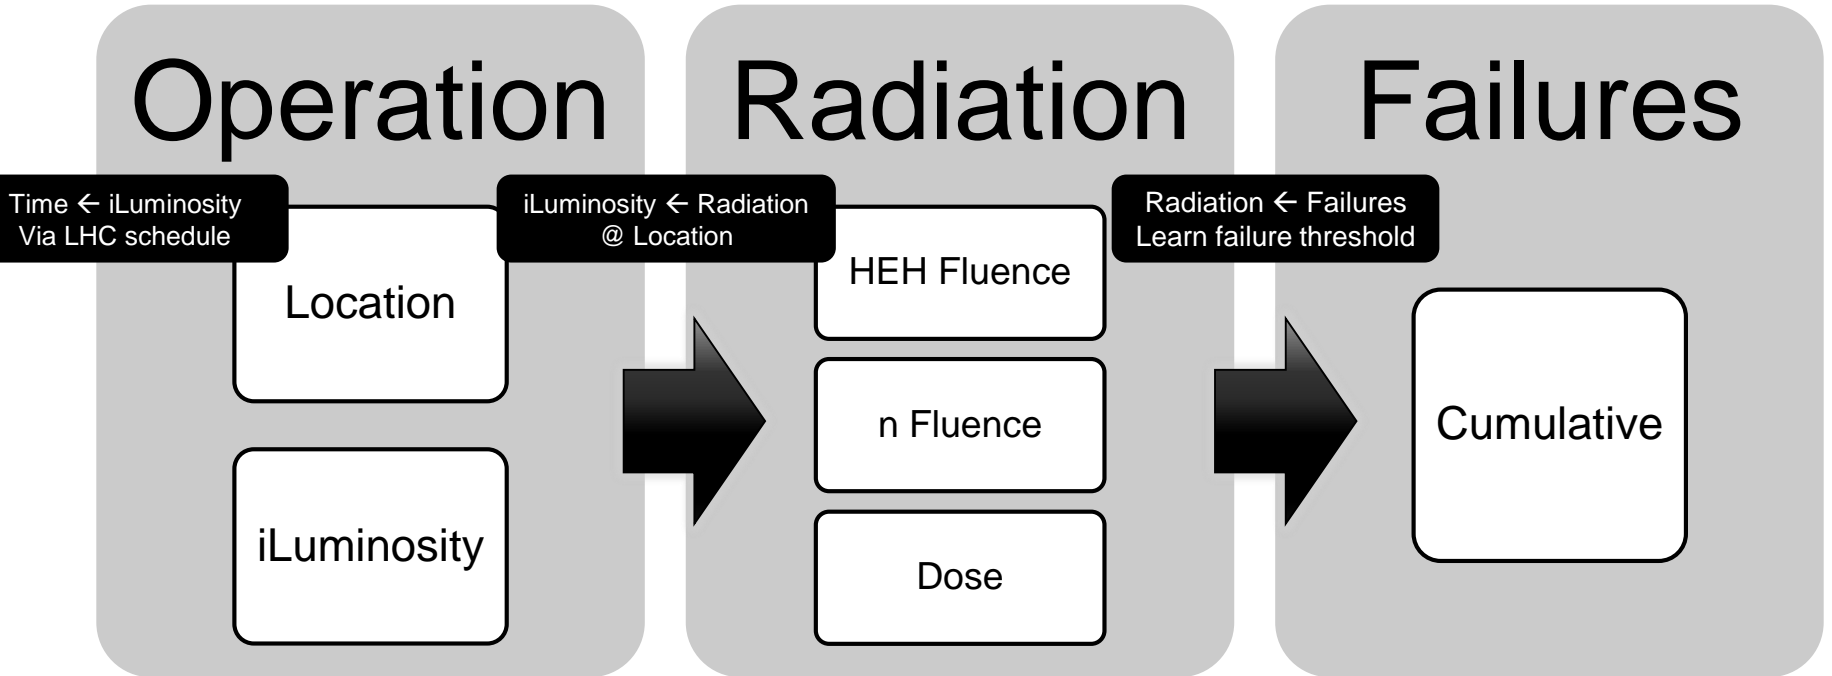 Operation
Radiation
Failures
Time ← iLuminosity
Via LHC schedule
iLuminosity ← Radiation
@ Location
Radiation ← Failures
Learn failure threshold
Location
iLuminosity
HEH Fluence
n Fluence
Dose
Cumulative